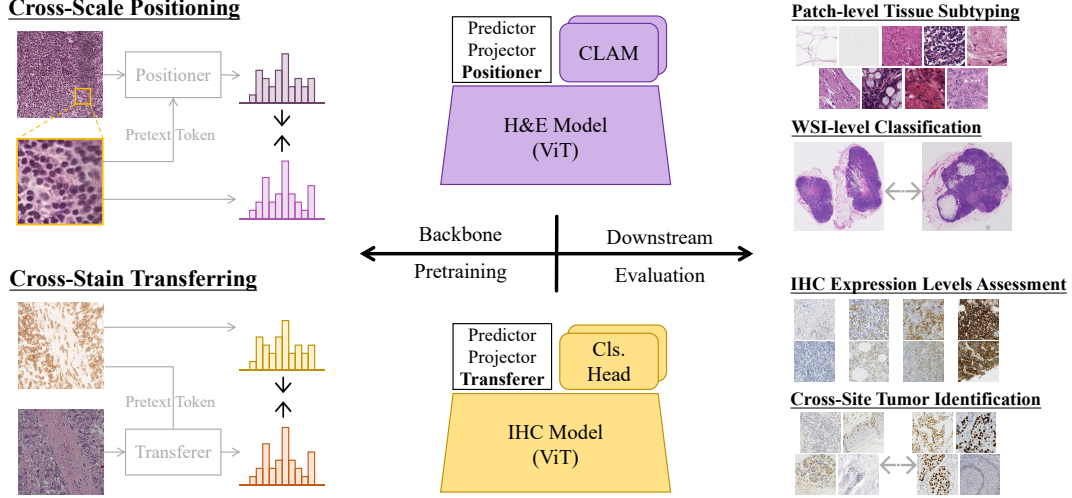 Cross-Scale Positioning
Positioner
Pretext Token
Cross-Stain Transferring
Pretext Token
Transferer
Predictor
Projector
Positioner
CLAM
H&E Model
(ViT)
Backbone
Downstream
Pretraining
Evaluation
Predictor
Projector
Transferer
Cls.
Head
IHC Model
(ViT)
Patch-level Tissue Subtyping
WSI-level Classification
IHC Expression Levels Assessment
Cross-Site Tumor Identification